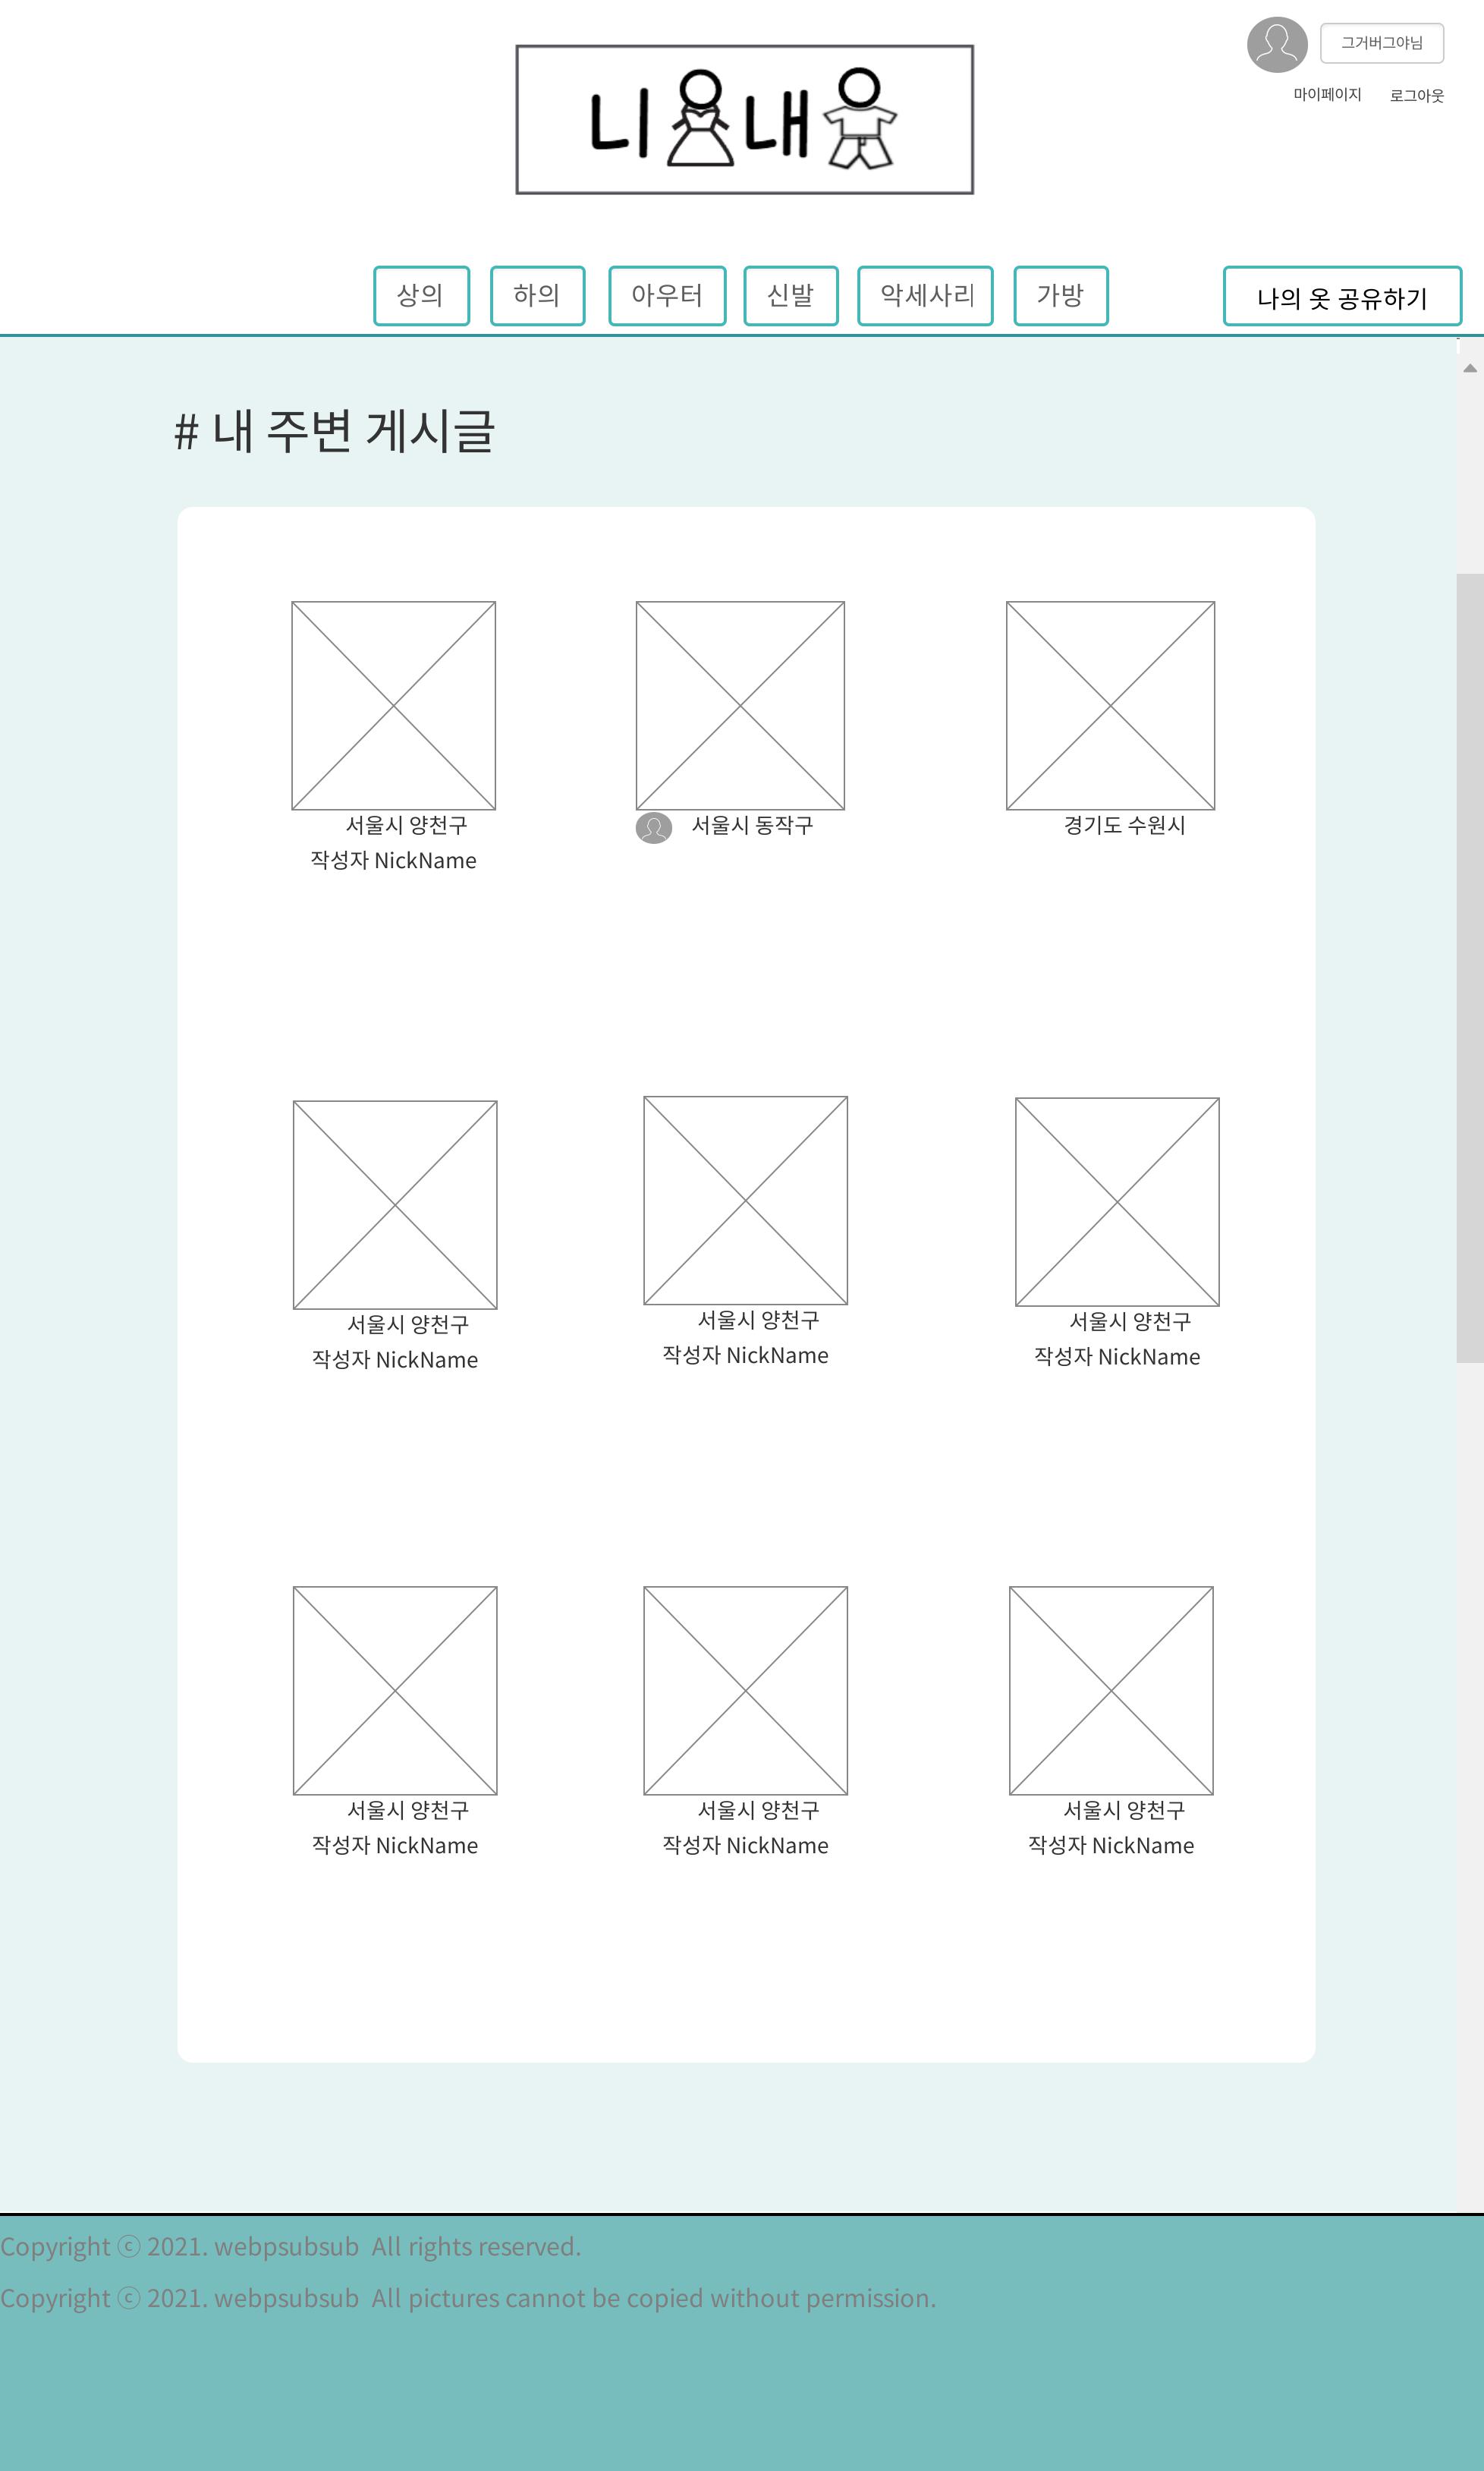 그거버그야님
마이페이지 로그아웃
니옷내옷
상의 하의 아우터 신발 악세사리 가방 나의 옷 공유하기
# 내 주변 게시글
서울시 양천구 서울시 동작구 경기도 수원시
작성자 NickName
서울시 양천구 서울시 양천구 서울시 양천구
작성자 NickName 작성자 NickName 작성자 NickName
서울시 양천구 서울시 양천구 서울시 양천구
작성자 NickName 작성자 NickName 작성자 NickName
Copyright ⓒ 2021. webpsubsub  All rights reserved.
Copyright ⓒ 2021. webpsubsub  All pictures cannot be copied without permission.